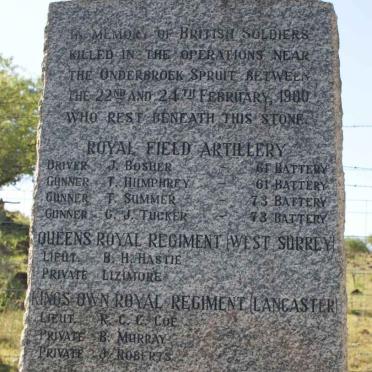 IN MEMORY OF BRITISH SOLDIERS
KILLED IN THE OPERATIONS NEAR
THE ONDERBROEK SPRUIT BETWEEN
THE 22ND AND 24TH FEBRUARY, 1900
WHO REST BENEATH THIS STONE.
ROYAL FIELD ARTILLERY
DRIVER J. BOSHER - 61 BATTERY
GUNNER T. HUMPHREY - 61 BATTERY
GUNNER T. SUMMER - 73 BATTERY
GUNNER G. J. TUCKER - 73 BATTERY
QUEENS ROYAL REGIMENT (WEST SURREY)
LIEUT. B. H. HASTIE
PRIVATE LIZIMORE
KINGS OWN ROYAL REGIMENT (LANCASTER)
LIEUT. R. C. C. COE
PRIVATE B. MURRAY
PRIVATE J. ROBERTS